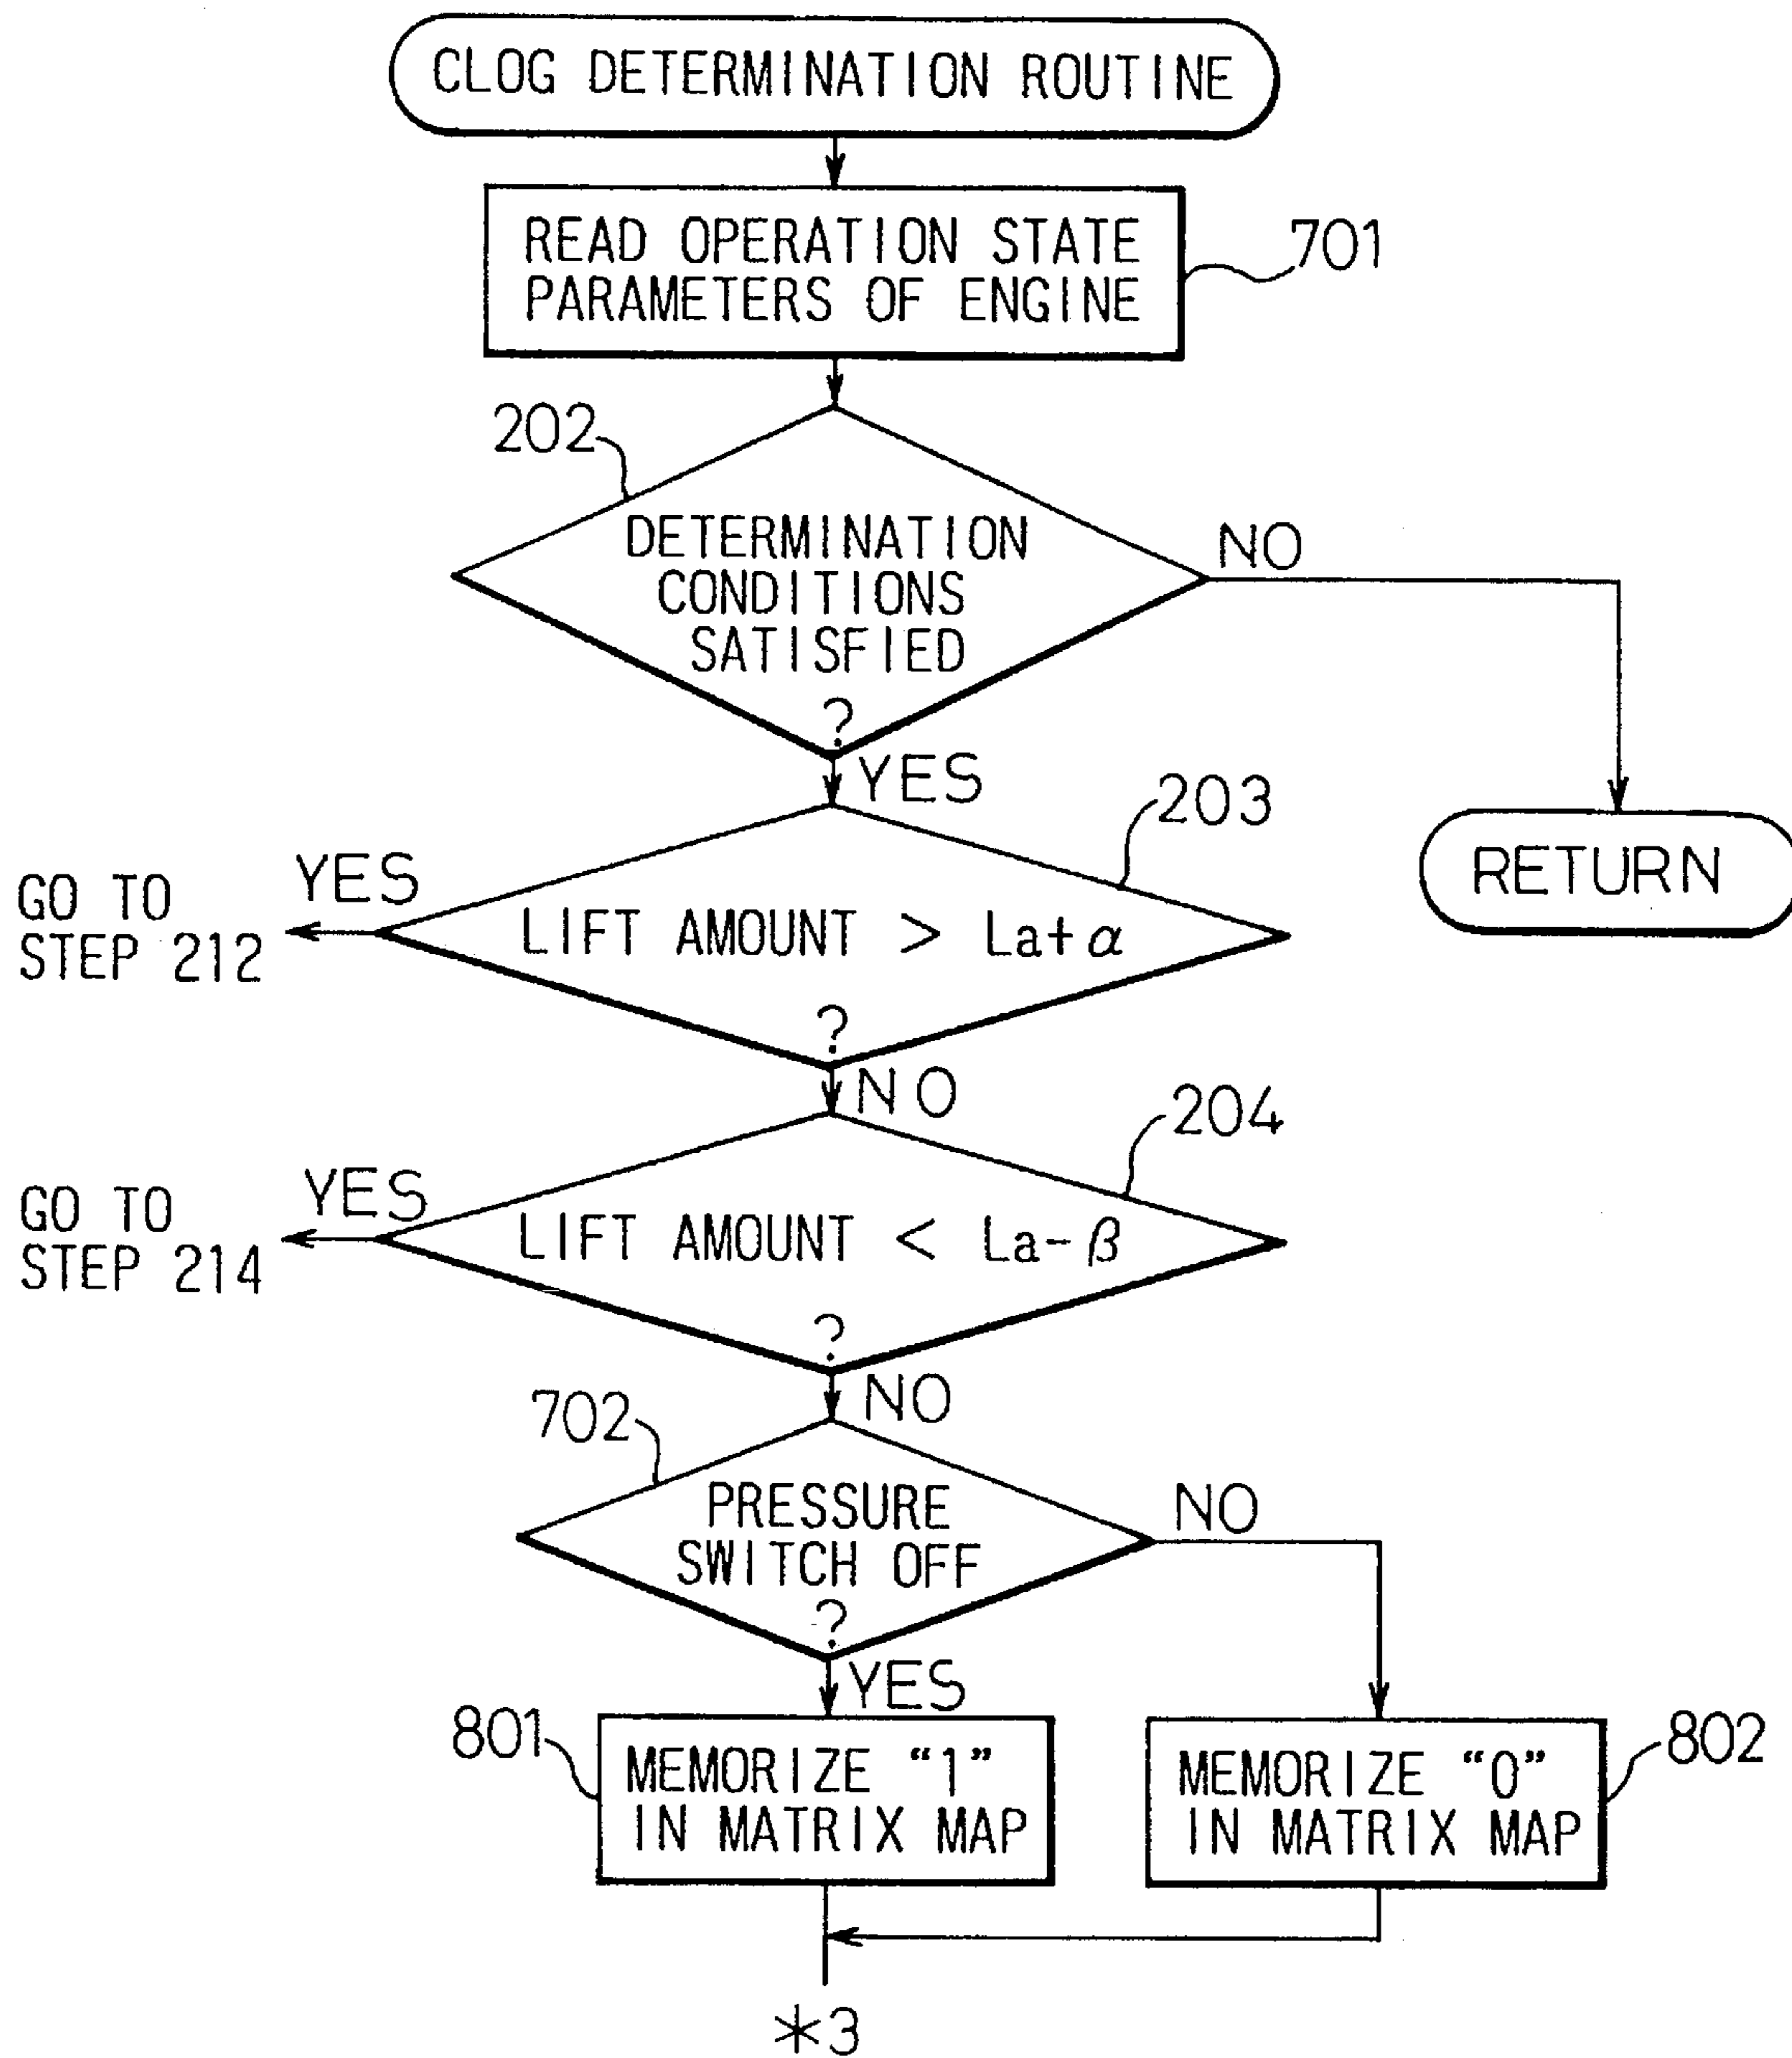 CLOG DETERMINATION ROUTINE
READ OPERATION STATE
PARAMETERS OF ENGINE
701
202
DETERMINATION
CONDITIONS
SATISFIED
?
NO
YES
RETURN
203
YES
GO TO
STEP 212
LIFT AMOUNT > La+α
?
NO
204
YES
GO TO
STEP 214
LIFT AMOUNT < La-β
?
NO
702
PRESSURE
SWITCH OFF
?
NO
YES
801
MEMORIZE “1”
IN MATRIX MAP
MEMORIZE “0”
IN MATRIX MAP
802
*3